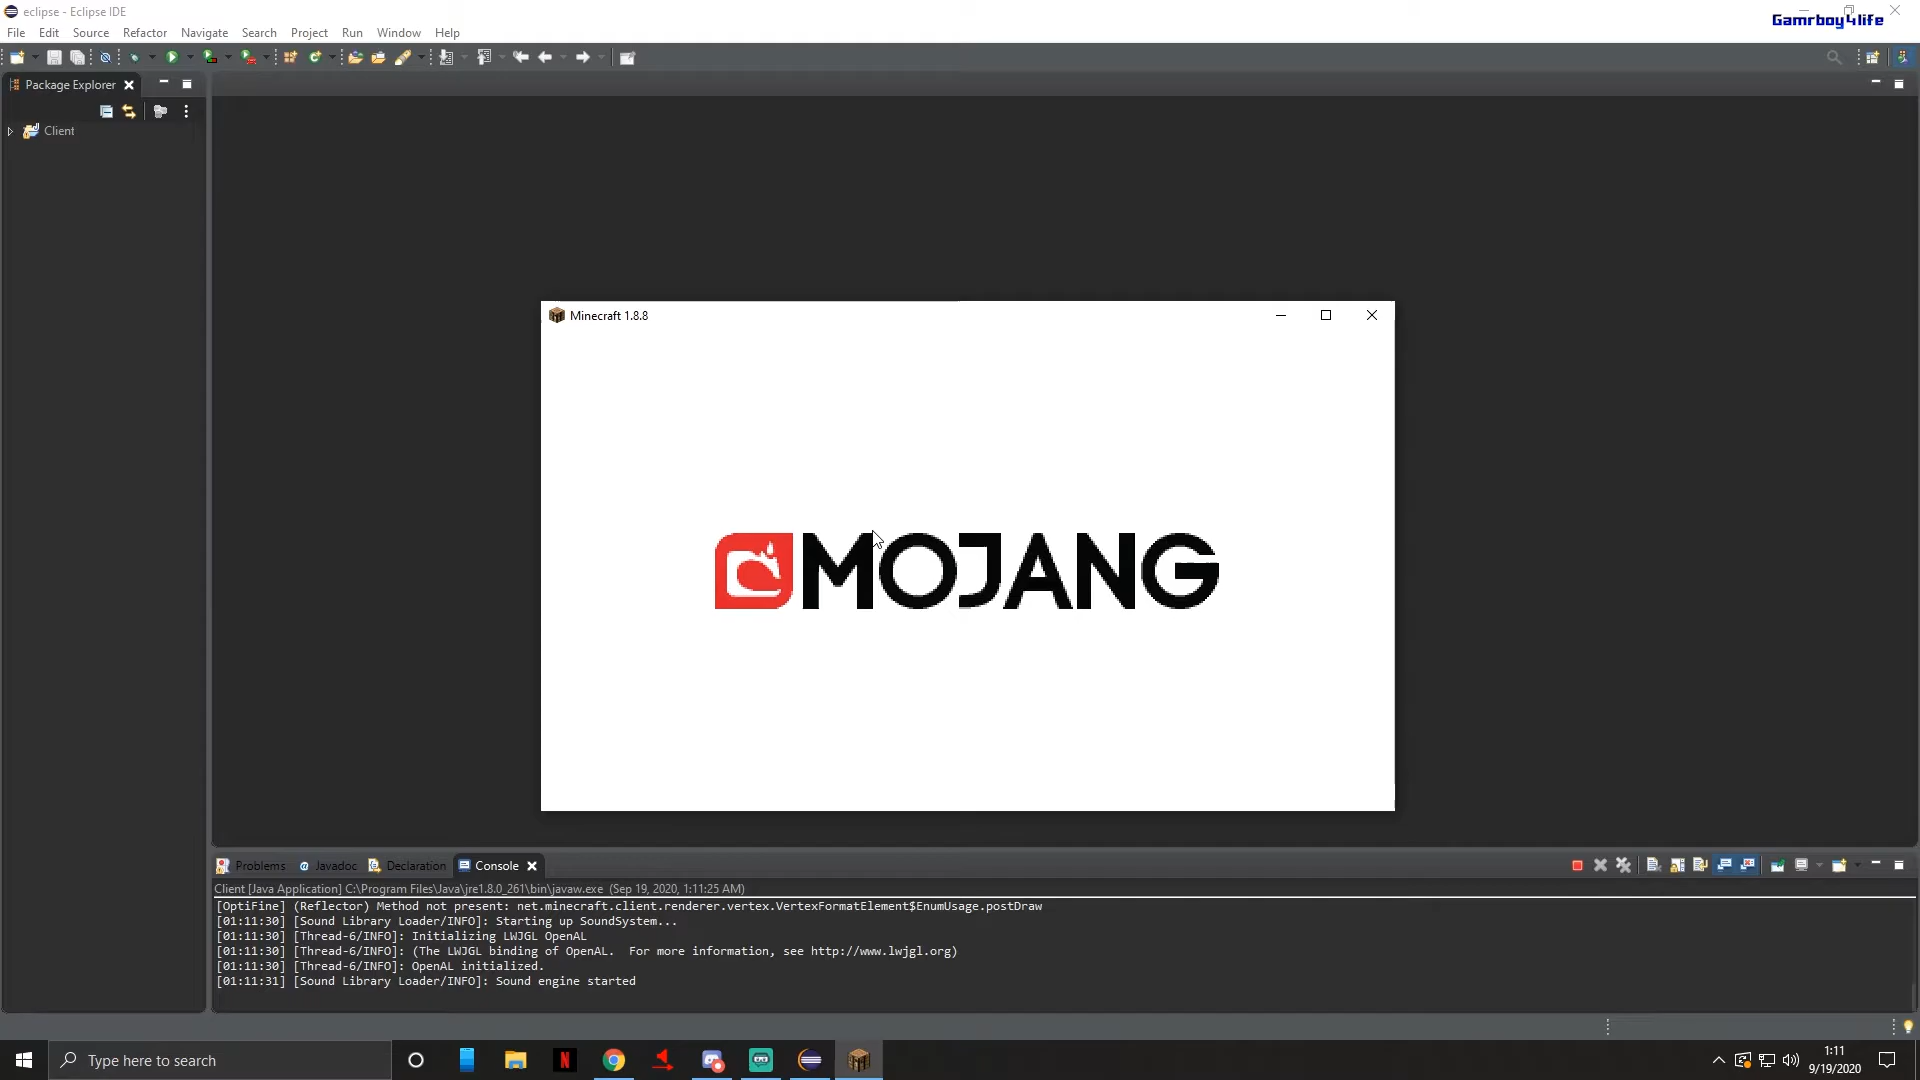 eclipse - Eclipse IDE
Gamrboy4life
File Edit Source Refactor Navigate Search Project Run Window Help
Package Explorer
Client
Minecraft 1.8.8
MOJANG
Problems Javadoc Declaration Console
Client [Java Application] C:\Program Files\Java\jre1.8.0_261\bin\javaw.exe (Sep 19, 2020, 1:11:25 AM)
[OptiFine] (Reflector) Method not present: net.minecraft.client.renderer.vertex.VertexFormatElement$EnumUsage.postDraw
[01:11:30] [Sound Library Loader/INFO]: Starting up SoundSystem...
[01:11:30] [Thread-6/INFO]: Initializing LWJGL OpenAL
[01:11:30] [Thread-6/INFO]: (The LWJGL binding of OpenAL. For more information, see http://www.lwjgl.org)
[01:11:30] [Thread-6/INFO]: OpenAL initialized.
[01:11:31] [Sound Library Loader/INFO]: Sound engine started
Type here to search
1:11
9/19/2020